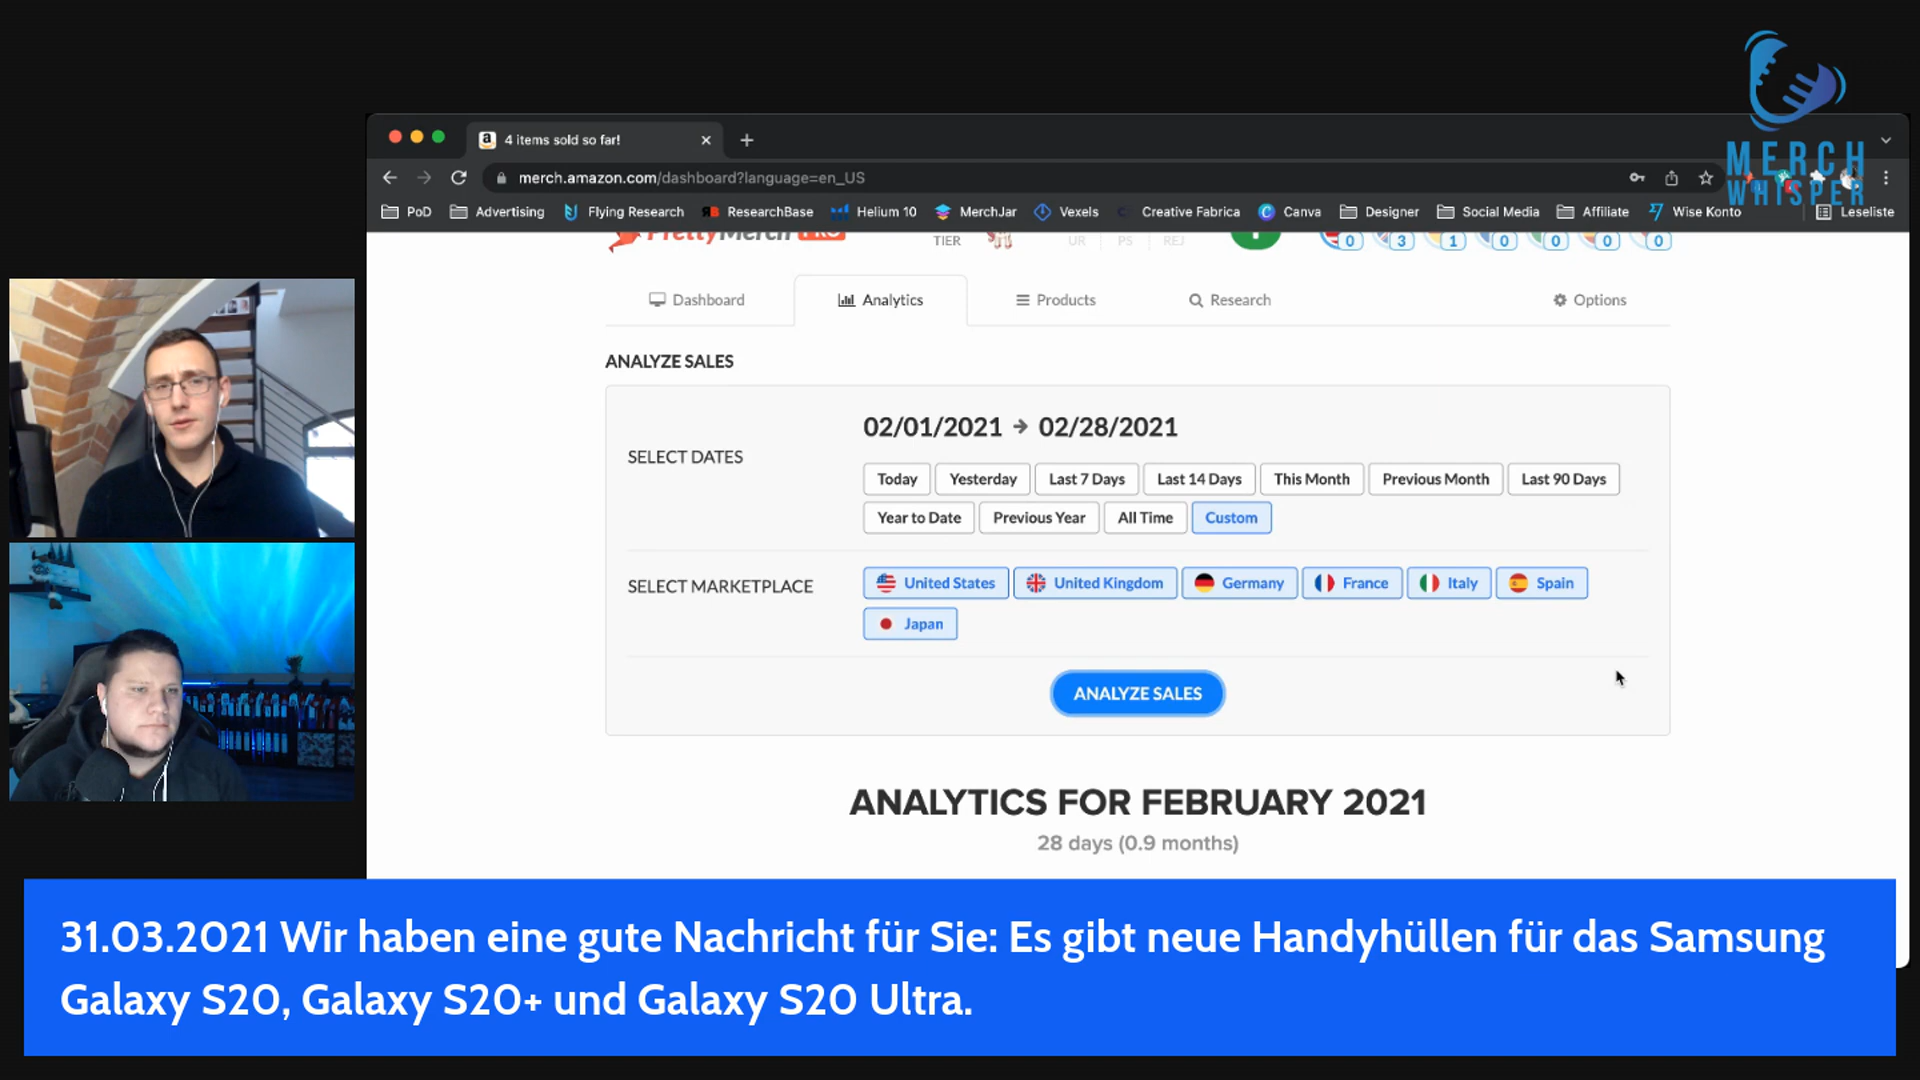 MERCH
WHISPER
4 items sold so far!
merch.amazon.com/dashboard?language=en_US
PoD Advertising Flying Research ResearchBase Helium 10 MerchJar Vexels Creative Fabrica Canva Designer Social Media Affiliate Wise Konto Leseliste
PrettyMerch PRO TIER UR PS REJ 0 3 1 0 0 0 0
Dashboard Analytics Products Research Options
ANALYZE SALES
02/01/2021 → 02/28/2021
SELECT DATES
Today Yesterday Last 7 Days Last 14 Days This Month Previous Month Last 90 Days
Year to Date Previous Year All Time Custom
SELECT MARKETPLACE United States United Kingdom Germany France Italy Spain
Japan
ANALYZE SALES
ANALYTICS FOR FEBRUARY 2021
28 days (0.9 months)
31.03.2021 Wir haben eine gute Nachricht für Sie: Es gibt neue Handyhüllen für das Samsung
Galaxy S20, Galaxy S20+ und Galaxy S20 Ultra.